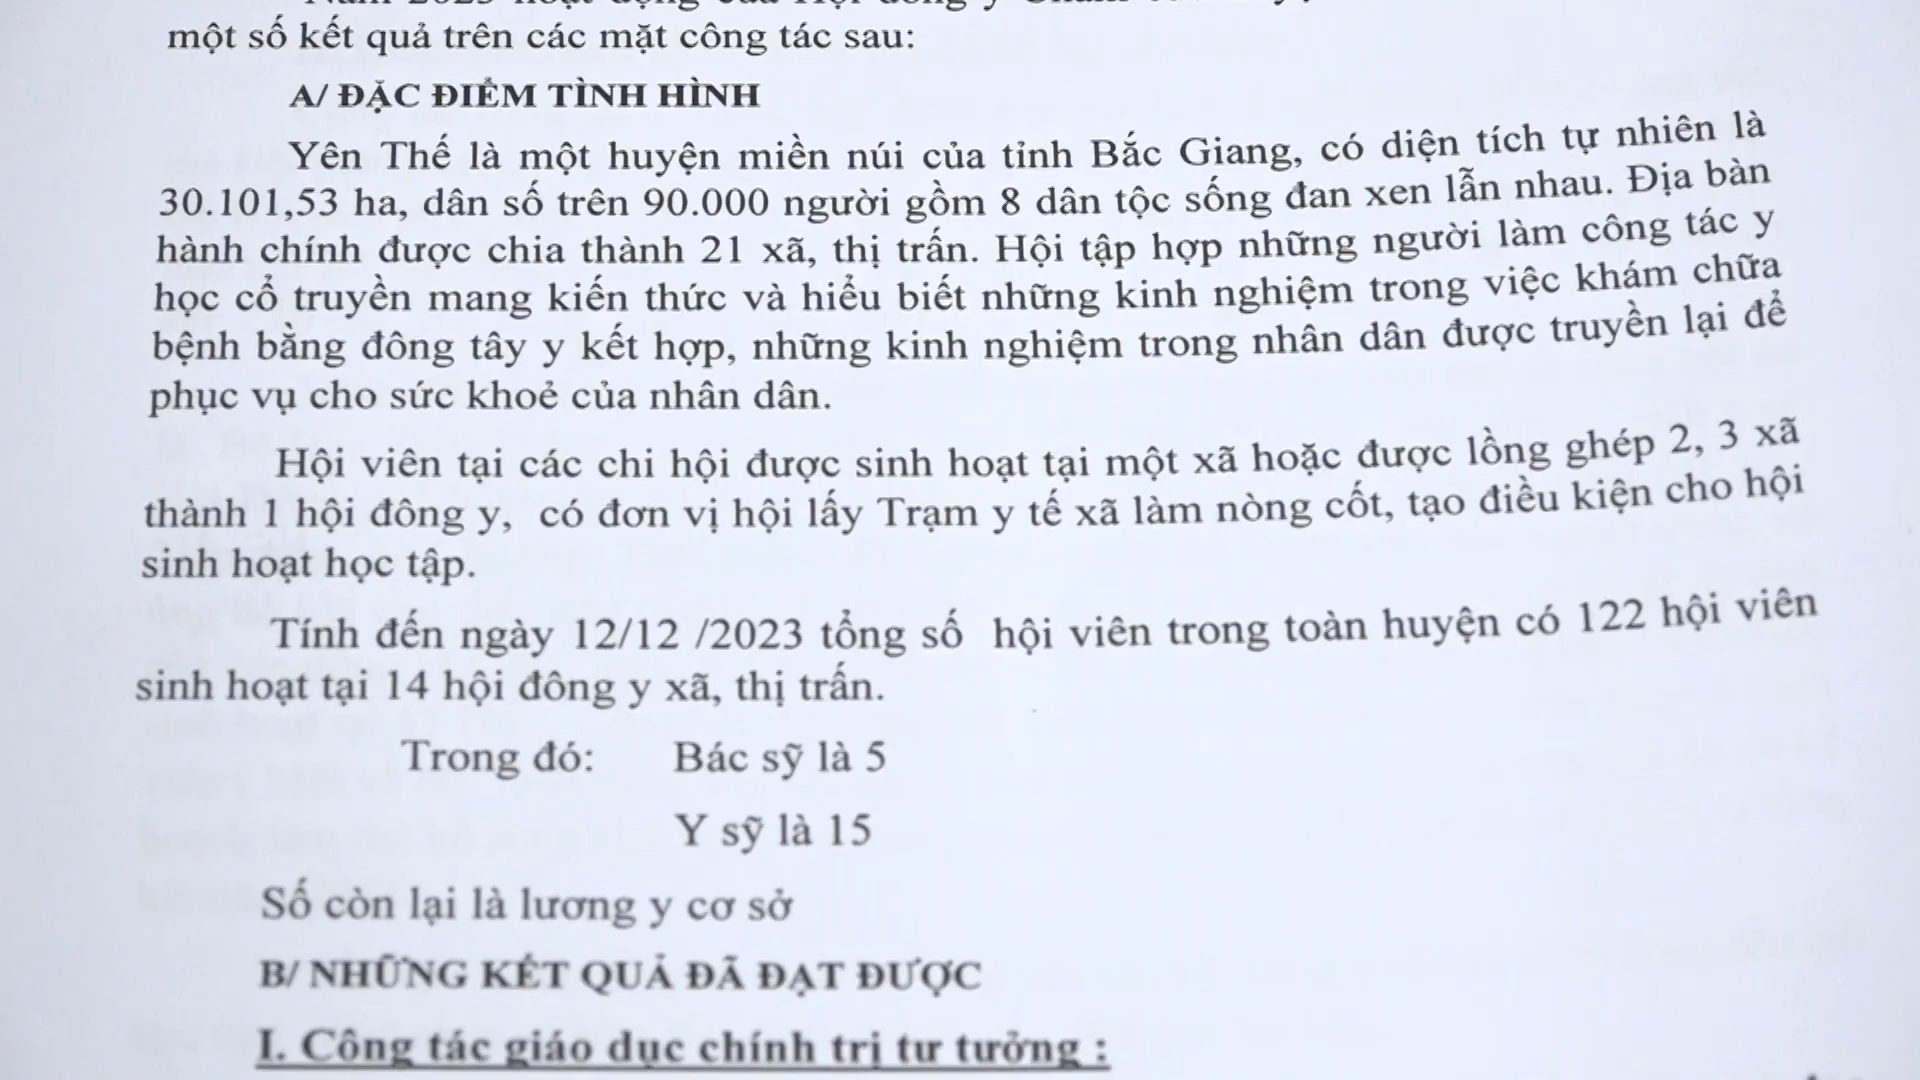 một số kết quả trên các mặt công tác sau:
A/ ĐẶC ĐIỂM TÌNH HÌNH
Yên Thế là một huyện miền núi của tỉnh Bắc Giang, có diện tích tự nhiên là
30.101,53 ha, dân số trên 90.000 người gồm 8 dân tộc sống đan xen lẫn nhau. Địa bàn
hành chính được chia thành 21 xã, thị trấn. Hội tập hợp những người làm công tác y
học cổ truyền mang kiến thức và hiểu biết những kinh nghiệm trong việc khám chữa
bệnh bằng đông tây y kết hợp, những kinh nghiệm trong nhân dân được truyền lại để
phục vụ cho sức khoẻ của nhân dân.
Hội viên tại các chi hội được sinh hoạt tại một xã hoặc được lồng ghép 2, 3 xã
thành 1 hội đông y, có đơn vị hội lấy Trạm y tế xã làm nòng cốt, tạo điều kiện cho hội
sinh hoạt học tập.
Tính đến ngày 12/12 /2023 tổng số hội viên trong toàn huyện có 122 hội viên
sinh hoạt tại 14 hội đông y xã, thị trấn.
Trong đó: Bác sỹ là 5
Y sỹ là 15
Số còn lại là lương y cơ sở
B/ NHỮNG KẾT QUẢ ĐÃ ĐẠT ĐƯỢC
I. Công tác giáo dục chính trị tư tưởng :